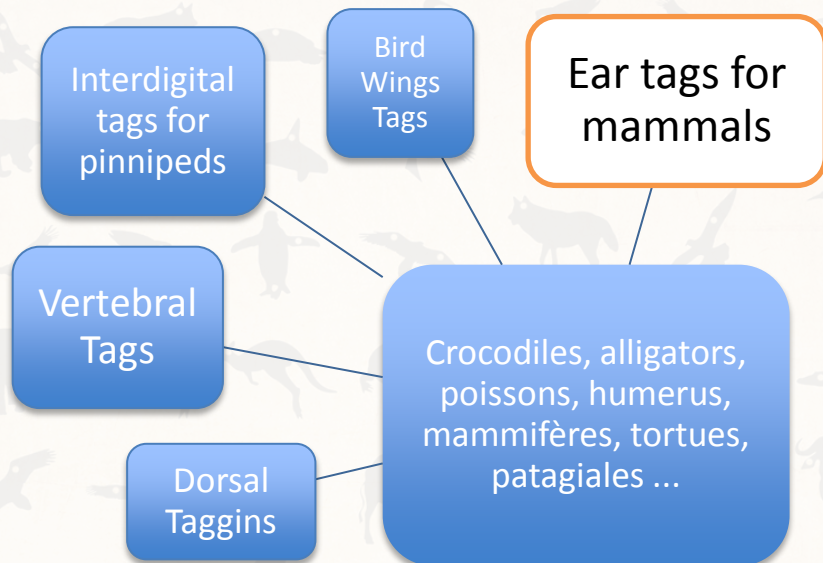 Interdigital
tags for
pinnipeds
Bird
Wings
Tags
Ear tags for
mammals
Vertebral
Tags
Crocodiles, alligators,
poissons, humerus,
mammifères, tortues,
patagiales ...
Dorsal
Taggins